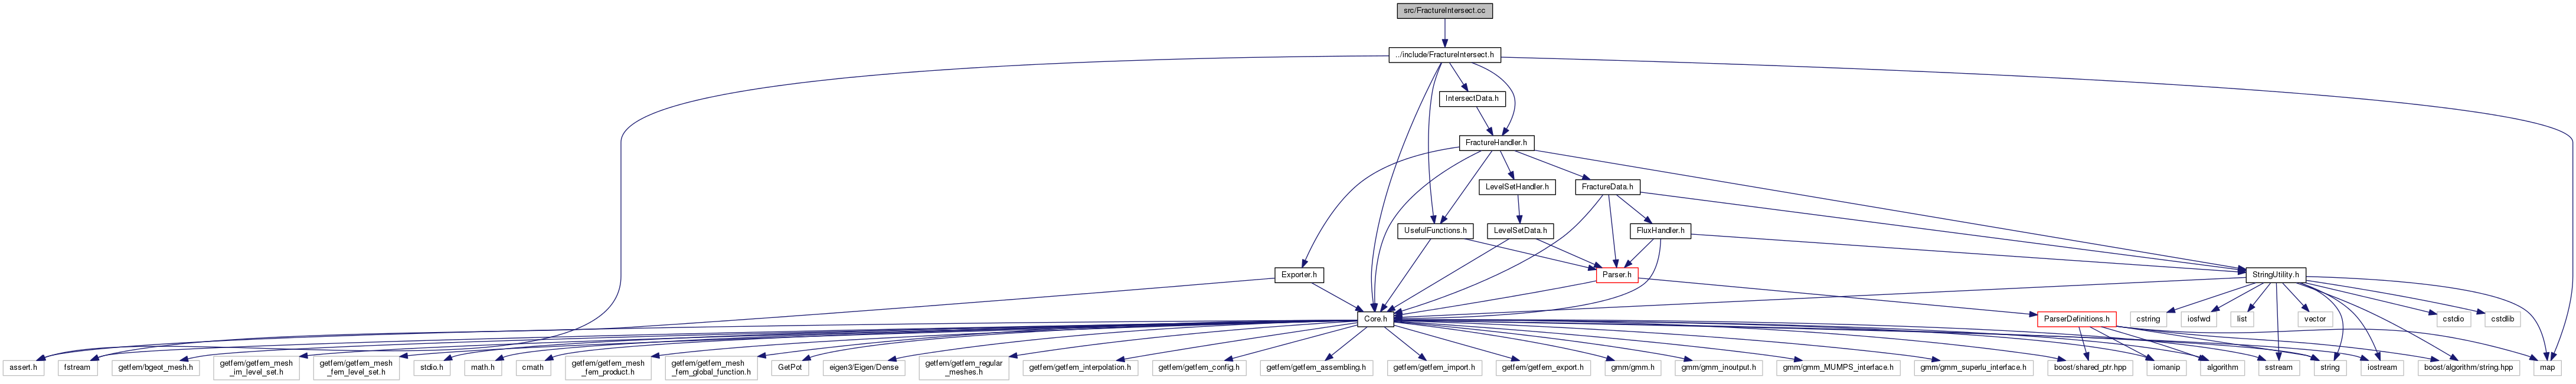 src/FractureIntersect.cc
../include/FractureIntersect.h
IntersectData.h
FractureHandler.h
LevelSetHandler.h
FractureData.h
UsefulFunctions.h
LevelSetData.h
FluxHandler.h
Exporter.h
Parser.h
StringUtility.h
Core.h
ParserDefinitions.h
cstring
iosfwd
list
vector
cstdio
cstdlib
assert.h
fstream
getfem/bgeot_mesh.h
getfem/getfem_mesh
_im_level_set.h
getfem/getfem_mesh
_fem_level_set.h
stdio.h
math.h
cmath
getfem/getfem_mesh
_fem_product.h
getfem/getfem_mesh
_fem_global_function.h
GetPot
eigen3/Eigen/Dense
getfem/getfem_regular
_meshes.h
getfem/getfem_interpolation.h
getfem/getfem_config.h
getfem/getfem_assembling.h
getfem/getfem_import.h
getfem/getfem_export.h
gmm/gmm.h
gmm/gmm_inoutput.h
gmm/gmm_MUMPS_interface.h
gmm/gmm_superlu_interface.h
boost/shared_ptr.hpp
iomanip
algorithm
sstream
string
iostream
boost/algorithm/string.hpp
map